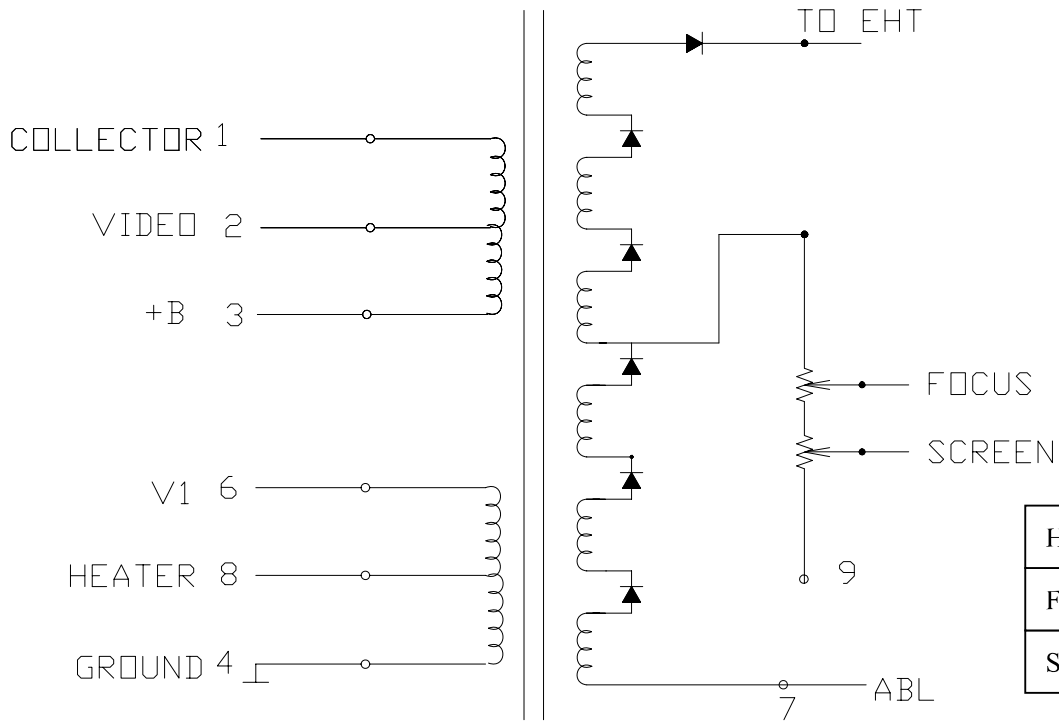 TO EHT
COLLECTOR 1
VIDEO 2
+B 3
FOCUS
SCREEN
V1 6
HEATER 8
9
GROUND 4
ABL
7
H
F
S